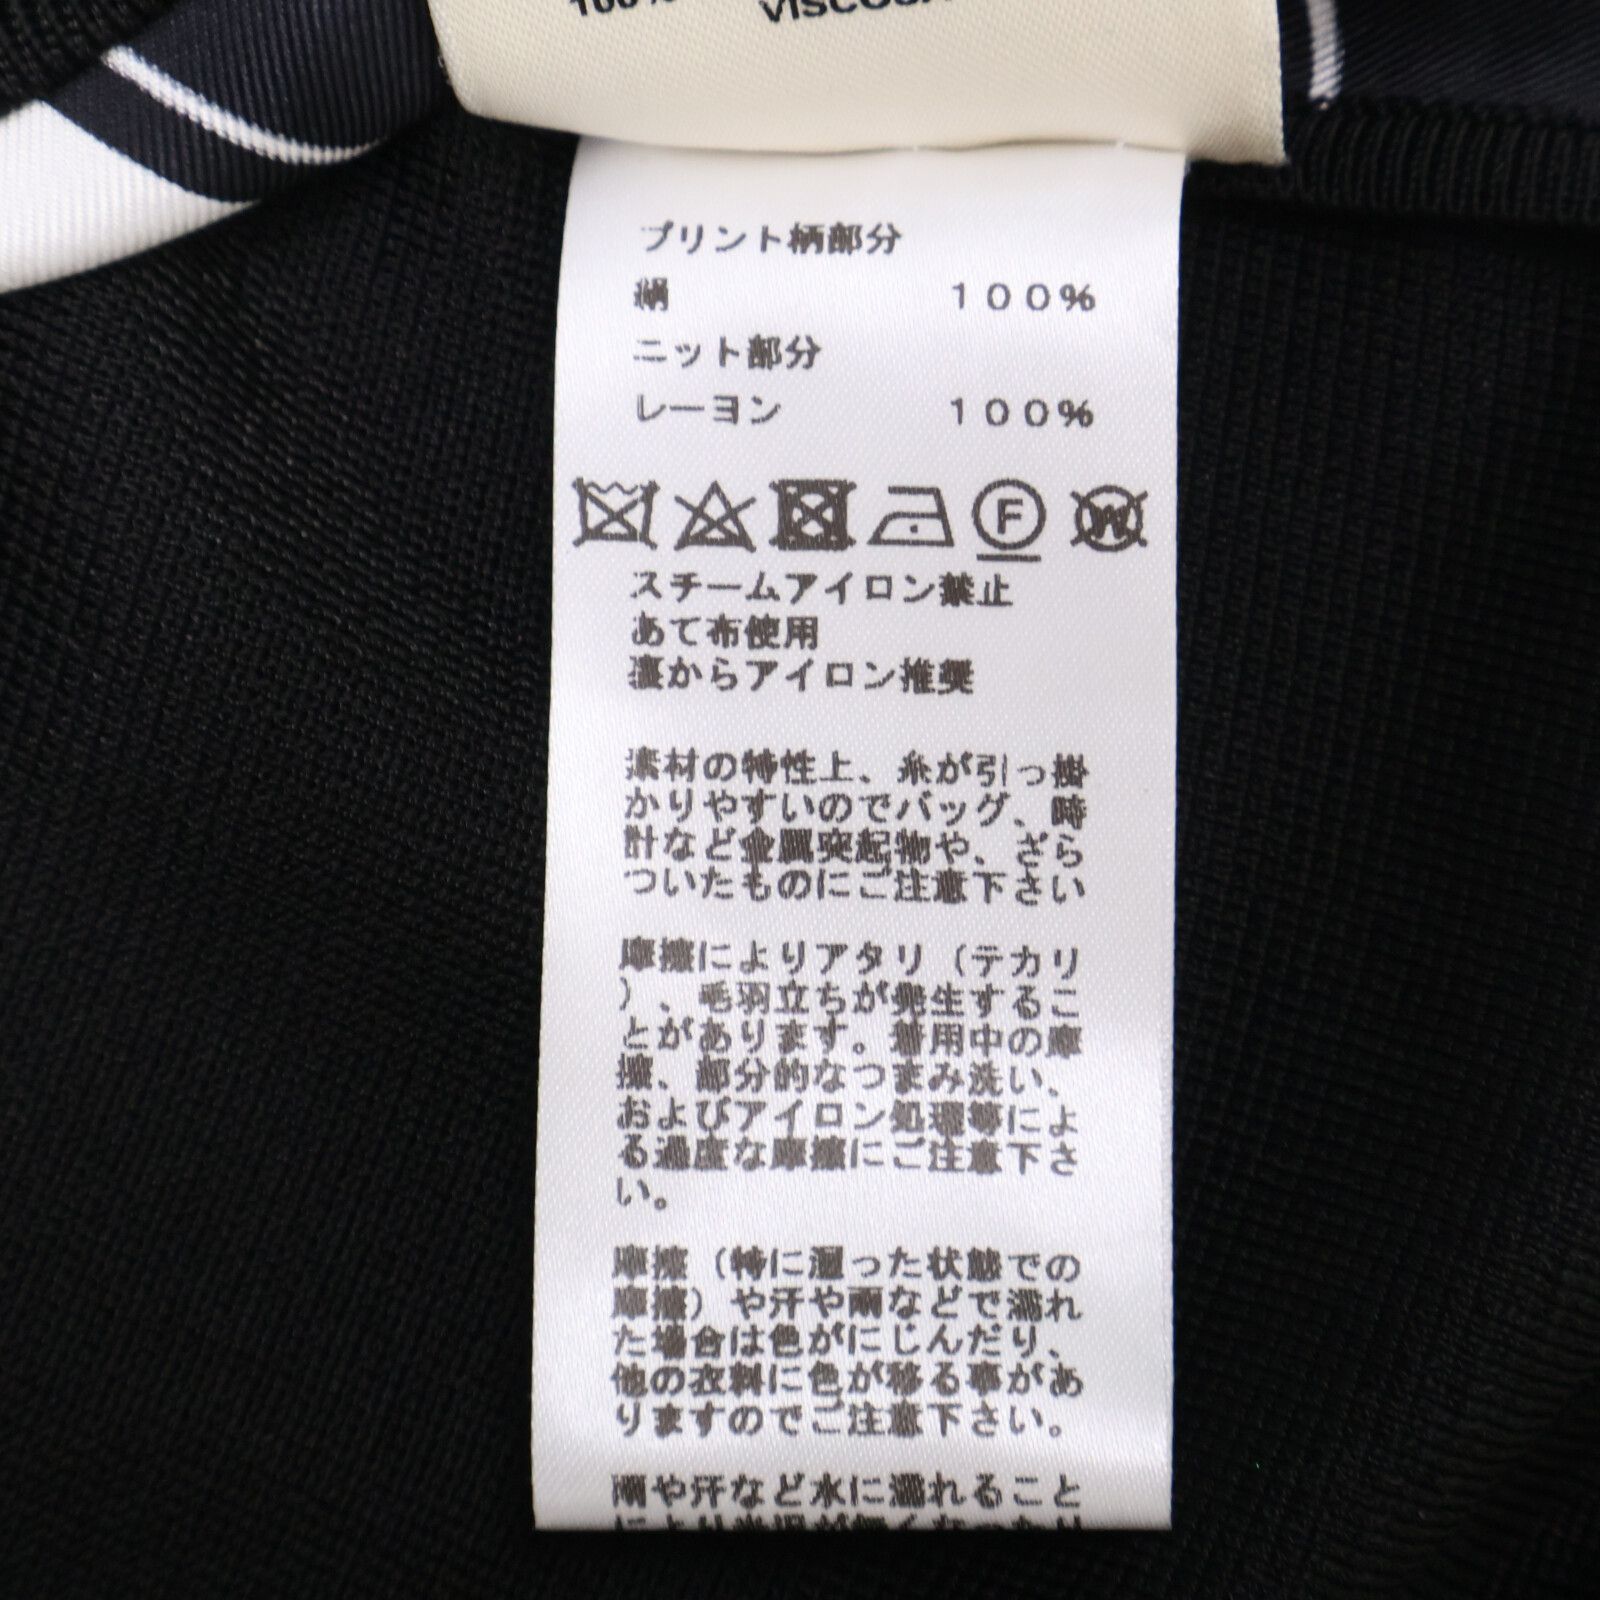 100%
プリント柄部分
絹 100%
ニット部分
レーヨン 100%
F W
スチームアイロン禁止
あて布使用
裏からアイロン推奨
素材の特性上、糸が引っ掛
かりやすいのでバッグ、時
計など金属突起物や、ざら
ついたものにご注意下さい
摩擦によりアタリ（テカリ
）、毛羽立ちが発生するこ
とがあります。着用中の摩
擦、部分的なつまみ洗い、
およびアイロン処理等によ
る過度な摩擦にご注意下さ
い。
摩擦（特に湿った状態での
摩擦）や汗や雨などで濡れ
た場合は色がにじんだり、
他の衣料に色が移る事があ
りますのでご注意下さい。
雨や汗など水に濡れること